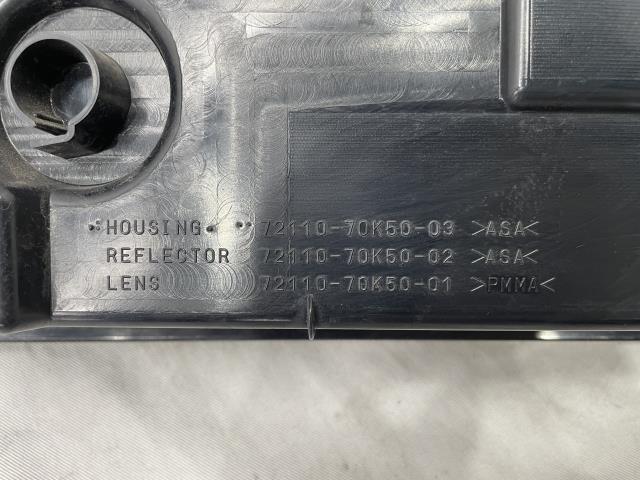 HOUSING 72110-70K50-03 >ASA<
REFLECTOR 72110-70K50-02 >ASA<
LENS 72110-70K50-01 >PMMA<